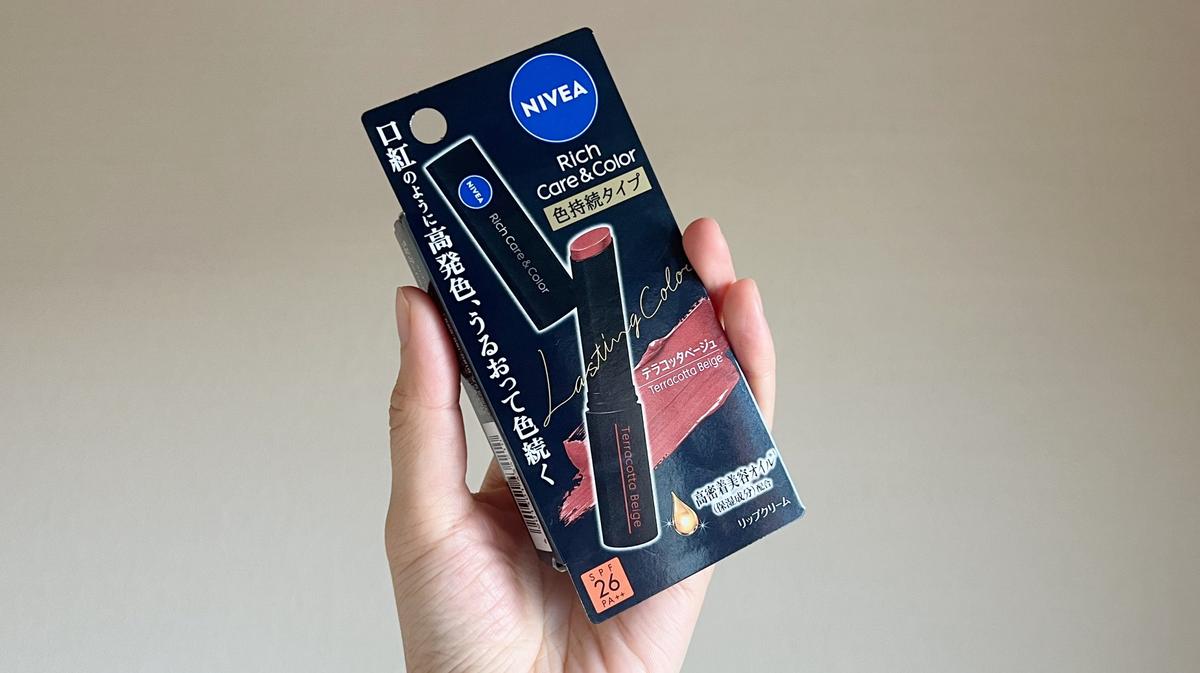 NIVEA
Rich
Care & Color
色持続タイプ
口紅のように高発色、うるおって色続く
NIVEA
Rich Care & Color
Lasting Color
テラコッタベージュ
Terracotta Beige
Terracotta Beige
高密着美容オイル
(保湿成分)配合
リップクリーム
SPF
26
PA++